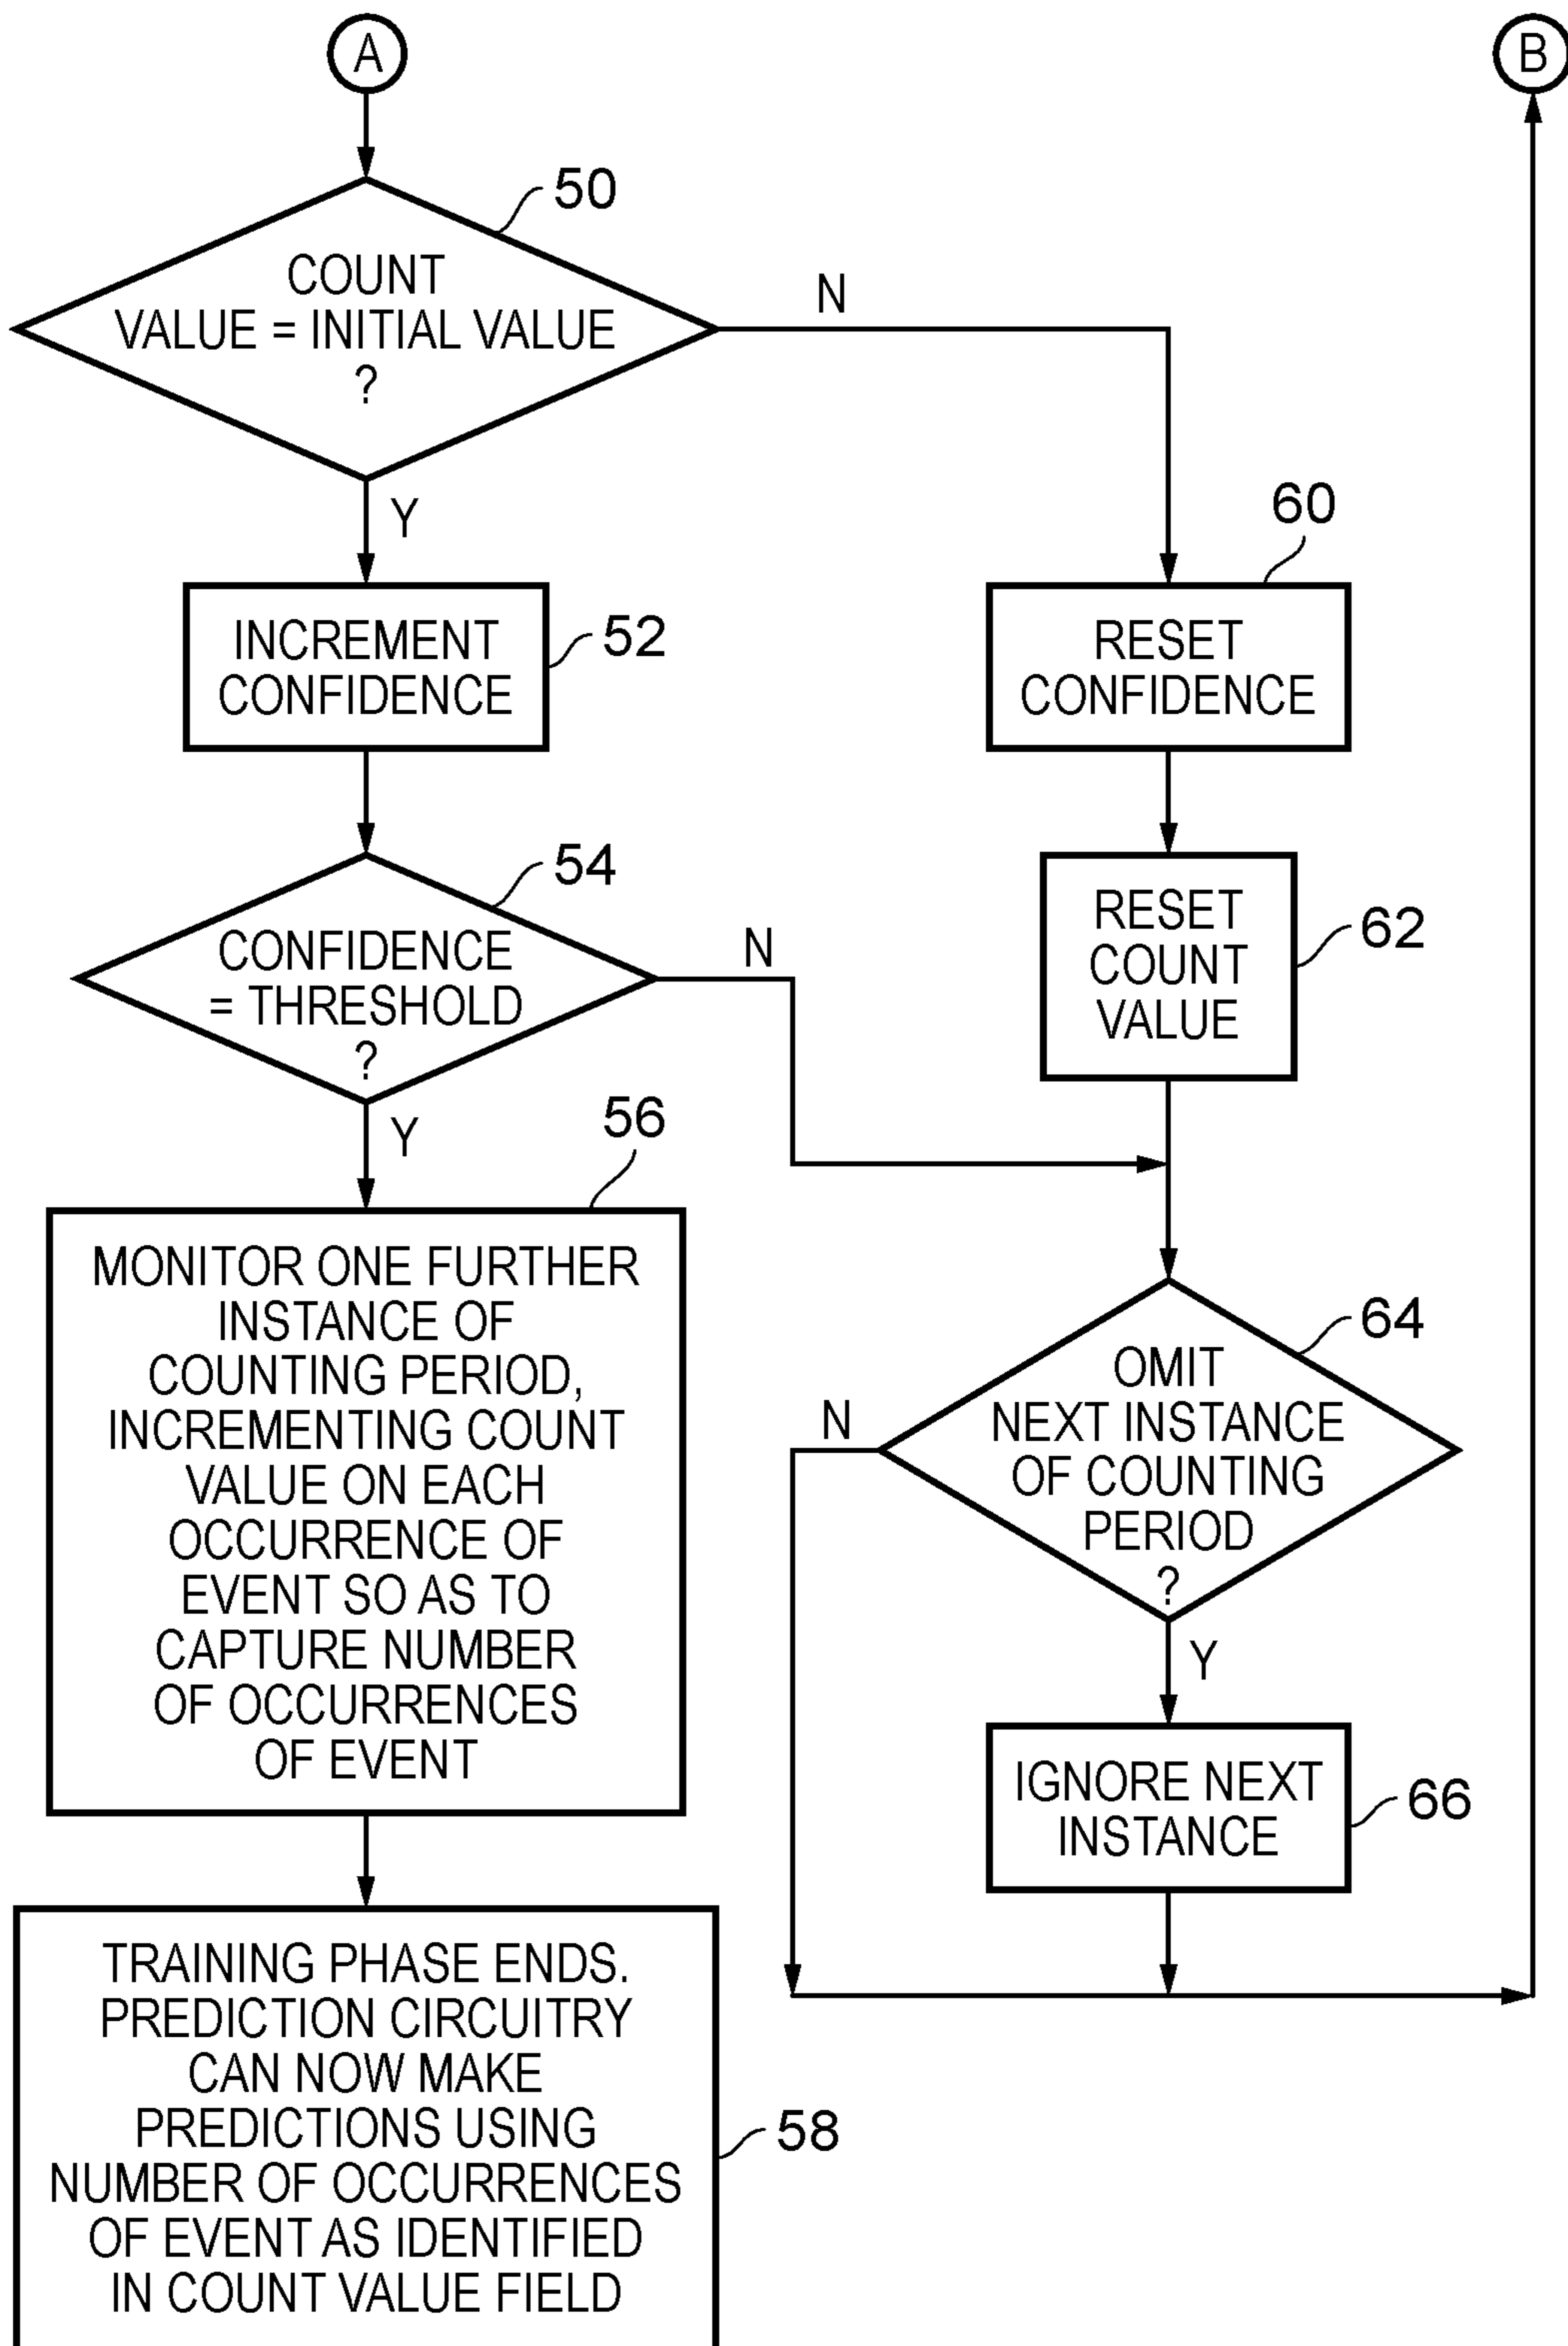 A
B
50
COUNT
VALUE = INITIAL VALUE
?
N
Y
60
INCREMENT
CONFIDENCE
52
RESET
CONFIDENCE
54
CONFIDENCE
= THRESHOLD
?
N
RESET
COUNT
VALUE
62
Y
56
MONITOR ONE FURTHER
INSTANCE OF
COUNTING PERIOD,
INCREMENTING COUNT
VALUE ON EACH
OCCURRENCE OF
EVENT SO AS TO
CAPTURE NUMBER
OF OCCURRENCES
OF EVENT
64
OMIT
NEXT INSTANCE
OF COUNTING
PERIOD
?
N
Y
IGNORE NEXT
INSTANCE
66
TRAINING PHASE ENDS.
PREDICTION CIRCUITRY
CAN NOW MAKE
PREDICTIONS USING
NUMBER OF OCCURRENCES
OF EVENT AS IDENTIFIED
IN COUNT VALUE FIELD
58